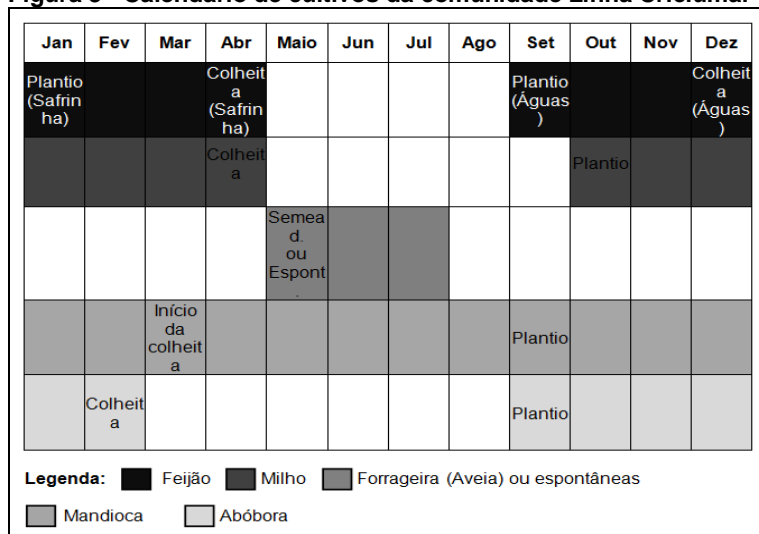 Figura - Calendário de cultivos da comunidade Linha
Jan Fev Mar Abr Maio Jun Jul Ago Set Out Nov Dez
Plantio
(Safrin
ha)
Colheit
a
(Safrin
ha)
Plantio
(Águas
)
Colheit
a
(Águas
)
Colheit
a
Plantio
Semea
d.
ou
Espont
.
Início
da
colheit
a
Plantio
Colheit
a
Plantio
Legenda: Feijão Milho Forrageira (Aveia) ou espontâneas
Mandioca Abóbora